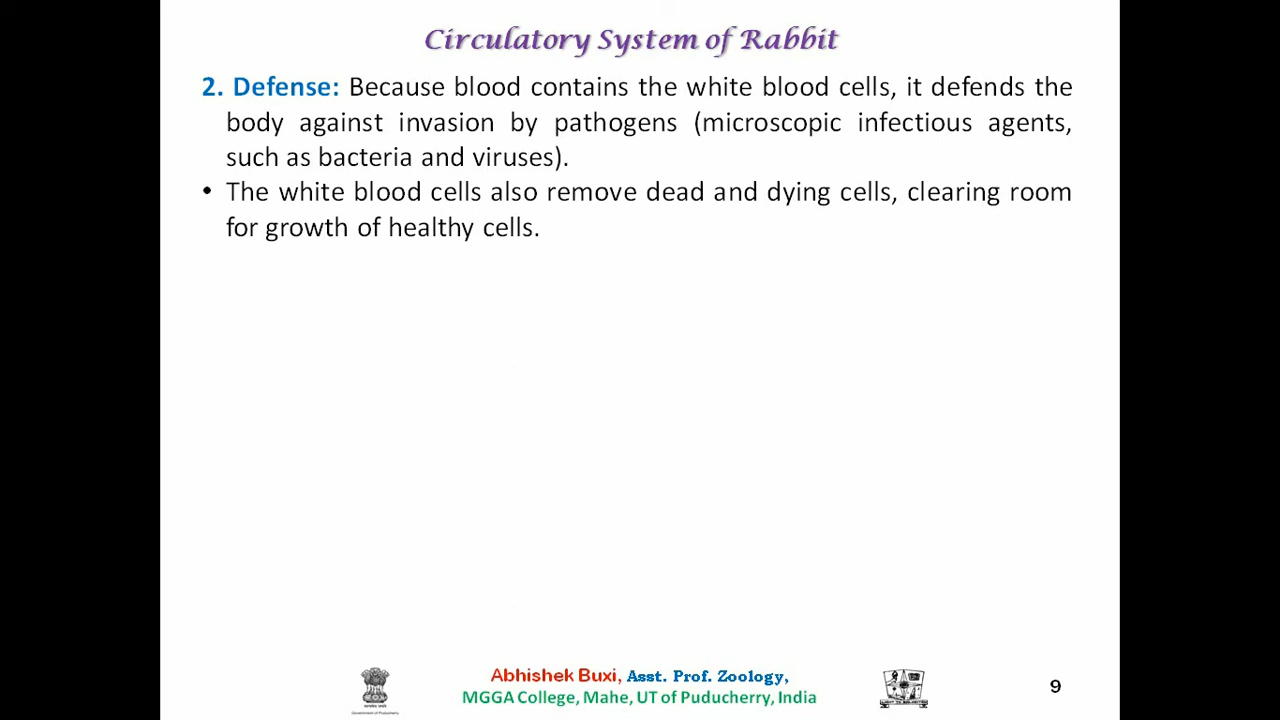 Circulatory System of Rabbit
2. Defense: Because blood contains the white blood cells, it defends the
body against invasion by pathogens (microscopic infectious agents,
such as bacteria and viruses).
• The white blood cells also remove dead and dying cells, clearing room
for growth of healthy cells.
Abhishek Buxi, Asst. Prof. Zoology,
MGGA College, Mahe, UT of Puducherry, India
Government of Puducherry
9